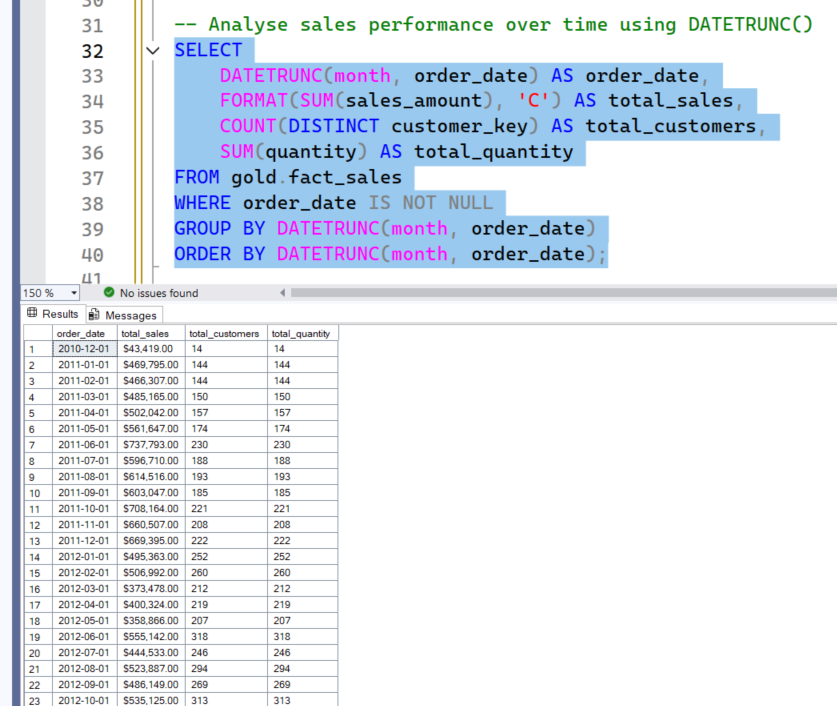 30
31 -- Analyse sales performance over time using DATETRUNC()
32 SELECT
33 DATETRUNC(month, order_date) AS order_date,
34 FORMAT(SUM(sales_amount), 'C') AS total_sales,
35 COUNT(DISTINCT customer_key) AS total_customers,
36 SUM(quantity) AS total_quantity
37 FROM gold.fact_sales
38 WHERE order_date IS NOT NULL
39 GROUP BY DATETRUNC(month, order_date)
40 ORDER BY DATETRUNC(month, order_date);
41
150 % No issues found
Results Messages
order_date total_sales total_customers total_quantity
1 2010-12-01 $43,419.00 14 14
2 2011-01-01 $469,795.00 144 144
3 2011-02-01 $466,307.00 144 144
4 2011-03-01 $485,165.00 150 150
5 2011-04-01 $502,042.00 157 157
6 2011-05-01 $561,647.00 174 174
7 2011-06-01 $737,793.00 230 230
8 2011-07-01 $596,710.00 188 188
9 2011-08-01 $614,516.00 193 193
10 2011-09-01 $603,047.00 185 185
11 2011-10-01 $708,164.00 221 221
12 2011-11-01 $660,507.00 208 208
13 2011-12-01 $669,395.00 222 222
14 2012-01-01 $495,363.00 252 252
15 2012-02-01 $506,992.00 260 260
16 2012-03-01 $373,478.00 212 212
17 2012-04-01 $400,324.00 219 219
18 2012-05-01 $358,866.00 207 207
19 2012-06-01 $555,142.00 318 318
20 2012-07-01 $444,533.00 246 246
21 2012-08-01 $523,887.00 294 294
22 2012-09-01 $486,149.00 269 269
23 2012-10-01 $535,125.00 313 313